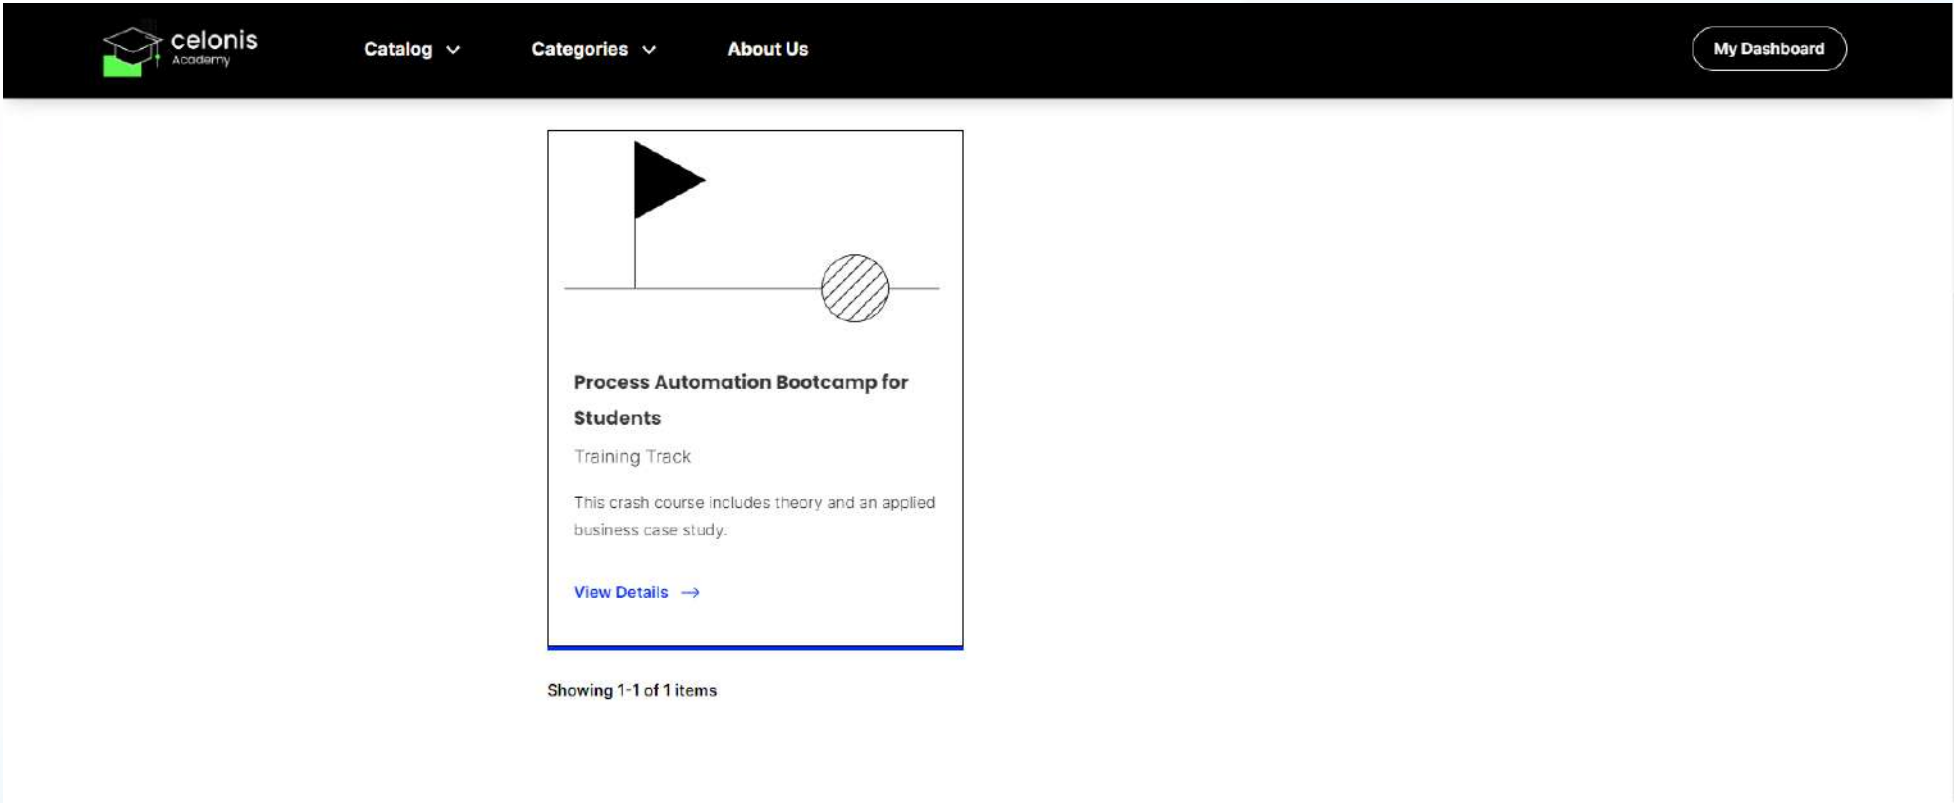 celonis
Academy
Catalog
Categories
About Us
My Dashboard
Process Automation Bootcamp for
Students
Training Track
This crash course includes theory and an applied
business case study.
View Details →
Showing 1-1 of 1 items